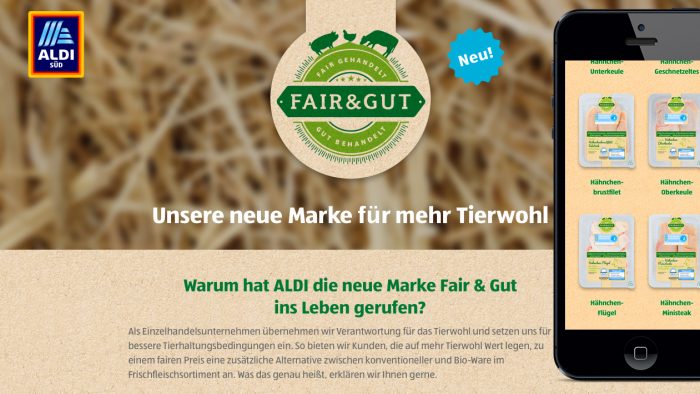 ALDI
SÜD
FAIR GEHANDELT
FAIR&GUT
GUT BEHANDELT
Neu!
Unsere neue Marke für mehr Tierwohl
Warum hat ALDI die neue Marke Fair & Gut
ins Leben gerufen?
Als Einzelhandelsunternehmen übernehmen wir Verantwortung für das Tierwohl und setzen uns für
bessere Tierhaltungsbedingungen ein. So bieten wir Kunden, die auf mehr Tierwohl Wert legen, zu
einem fairen Preis eine zusätzliche Alternative zwischen konventioneller und Bio-Ware im
Frischfleischsortiment an. Was das genau heißt, erklären wir Ihnen gerne.
Hähnchen-
Unterkeule
Hähnchen-
Geschnetzeltes
Hähnchen-
brustfilet
Hähnchen-
Oberkeule
Hähnchen-
Flügel
Hähnchen-
Ministeak